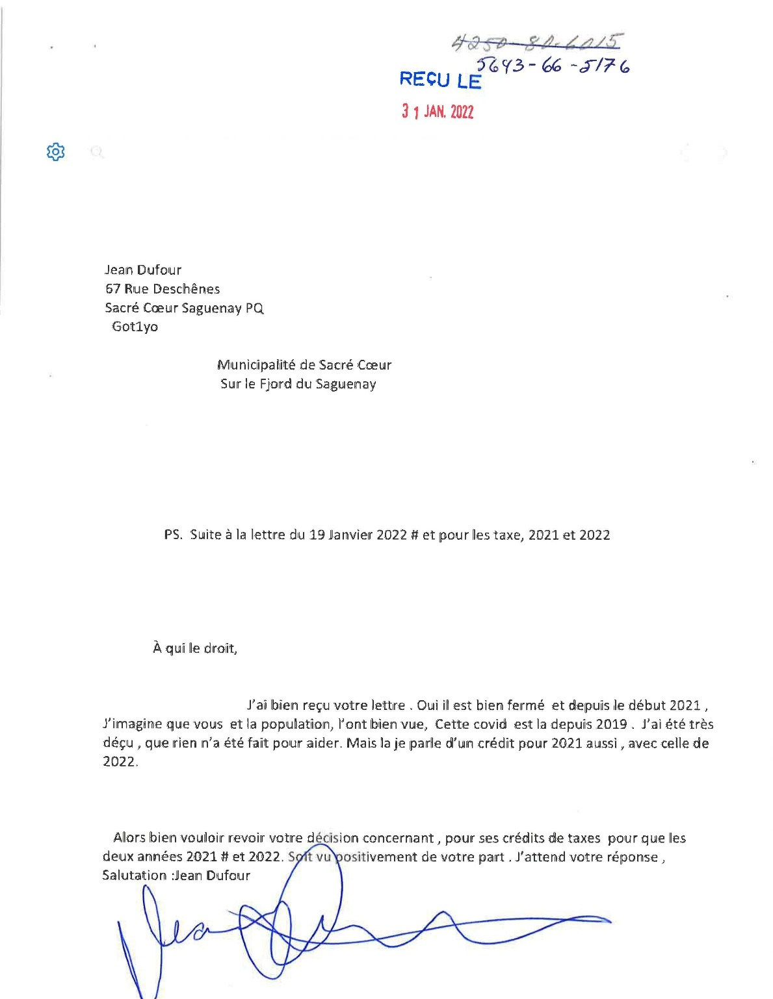 4250-80-6015
5643-66-5176
REÇU LE
31 JAN. 2022
Jean Dufour
67 Rue Deschênes
Sacré Cœur Saguenay PQ
Got1yo
Municipalité de Sacré Cœur
Sur le Fjord du Saguenay
PS. Suite à la lettre du 19 Janvier 2022 # et pour les taxe, 2021 et 2022
À qui le droit,
J'ai bien reçu votre lettre . Oui il est bien fermé et depuis le début 2021 ,
J'imagine que vous et la population, l'ont bien vue, Cette covid est la depuis 2019 . J'ai été très
déçu , que rien n'a été fait pour aider. Mais la je parle d'un crédit pour 2021 aussi , avec celle de
2022.
Alors bien vouloir revoir votre décision concernant , pour ses crédits de taxes pour que les
deux années 2021 # et 2022. Soit vu positivement de votre part . J'attend votre réponse ,
Salutation :Jean Dufour
Jean